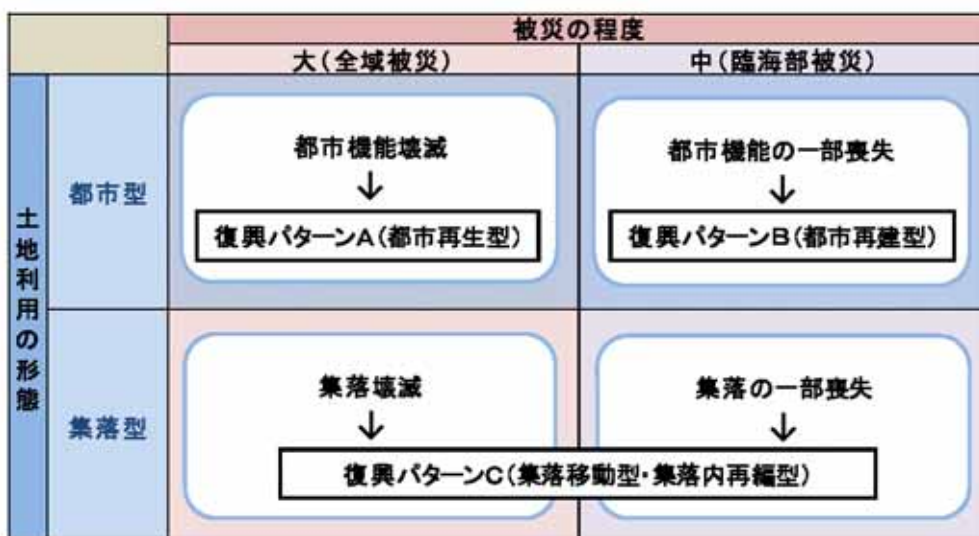 被災の程度
大(全域被災)
中(臨海部被災)
土地利用の形態
都市型
都市機能壊滅
↓
復興パターンA(都市再生型)
都市機能の一部喪失
↓
復興パターンB(都市再建型)
集落型
集落壊滅
↓
集落の一部喪失
↓
復興パターンC(集落移動型・集落内再編型)